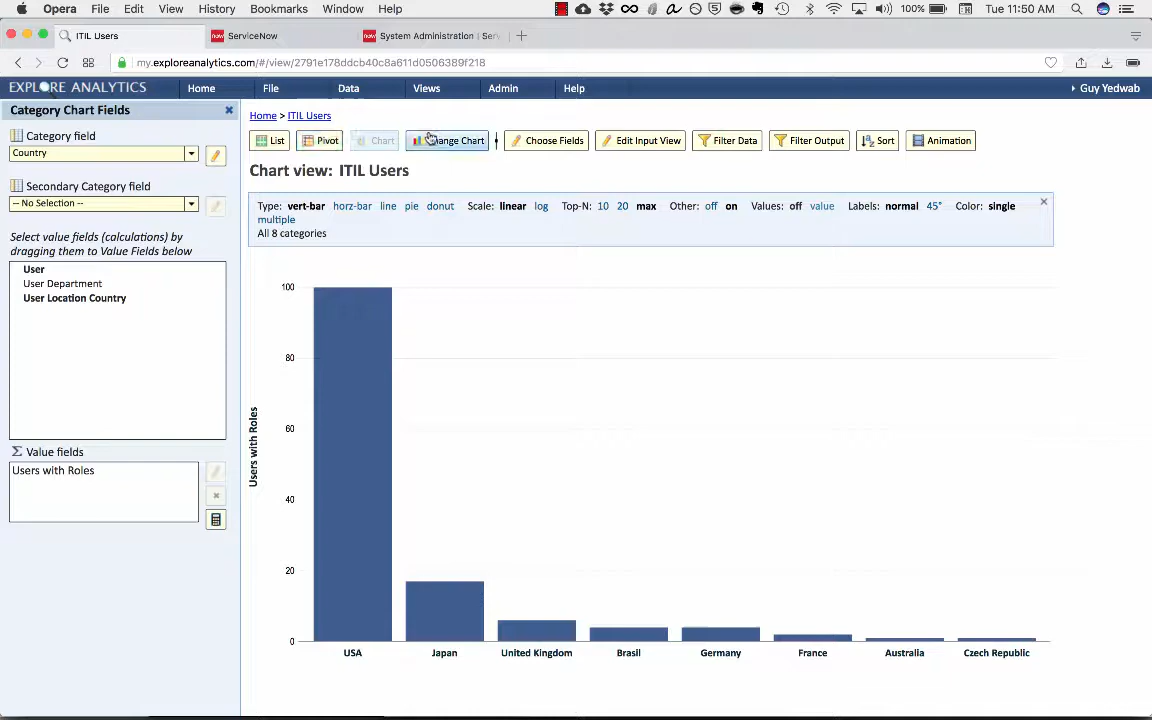 Opera File Edit View History Bookmarks Window Help 100% Tue 11:50 AM
ITIL Users ServiceNow System Administration | Serv
my.exploreanalytics.com/#/view/2791e178ddcb40c8a611d0506389f218
EXPLORE ANALYTICS Home File Data Views Admin Help Guy Yedwab
Category Chart Fields
Home > ITIL Users
Category field
Country
List Pivot Chart Change Chart Choose Fields Edit Input View Filter Data Filter Output Sort Animation
Chart view: ITIL Users
Secondary Category field
-- No Selection --
Type: vert-bar horz-bar line pie donut Scale: linear log Top-N: 10 20 max Other: off on Values: off value Labels: normal 45° Color: single
multiple
All 8 categories
Select value fields (calculations) by
dragging them to Value Fields below
User
User Department
User Location Country
Σ Value fields
Users with Roles
100
80
60
40
20
0
Users with Roles
USA Japan United Kingdom Brasil Germany France Australia Czech Republic